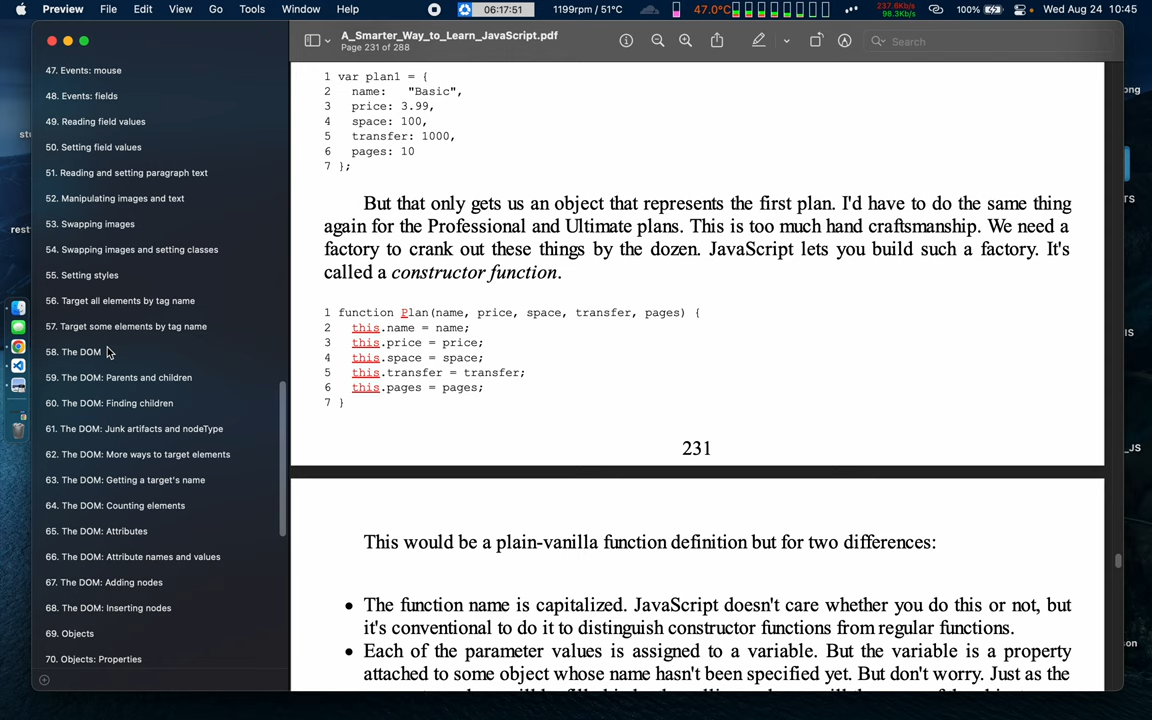 Preview File Edit View Go Tools Window Help 06:17:51 1199rpm / 51°C 47.0°C 237.6Kb/s 98.3Kb/s 100% Wed Aug 24 10:45
A_Smarter_Way_to_Learn_JavaScript.pdf
Page 231 of 288
Search
47. Events: mouse
48. Events: fields
49. Reading field values
50. Setting field values
51. Reading and setting paragraph text
52. Manipulating images and text
53. Swapping images
54. Swapping images and setting classes
55. Setting styles
56. Target all elements by tag name
57. Target some elements by tag name
58. The DOM
59. The DOM: Parents and children
60. The DOM: Finding children
61. The DOM: Junk artifacts and nodeType
62. The DOM: More ways to target elements
63. The DOM: Getting a target's name
64. The DOM: Counting elements
65. The DOM: Attributes
66. The DOM: Attribute names and values
67. The DOM: Adding nodes
68. The DOM: Inserting nodes
69. Objects
70. Objects: Properties
1 var plan1 = {
2 name: "Basic",
3 price: 3.99,
4 space: 100,
5 transfer: 1000,
6 pages: 10
7 };
But that only gets us an object that represents the first plan. I'd have to do the same thing
again for the Professional and Ultimate plans. This is too much hand craftsmanship. We need a
factory to crank out these things by the dozen. JavaScript lets you build such a factory. It's
called a constructor function.
1 function Plan(name, price, space, transfer, pages) {
2 this.name = name;
3 this.price = price;
4 this.space = space;
5 this.transfer = transfer;
6 this.pages = pages;
7 }
231
This would be a plain-vanilla function definition but for two differences:
• The function name is capitalized. JavaScript doesn't care whether you do this or not, but
it's conventional to do it to distinguish constructor functions from regular functions.
• Each of the parameter values is assigned to a variable. But the variable is a property
attached to some object whose name hasn't been specified yet. But don't worry. Just as the
rest
ong
TS
IS
_JS
son